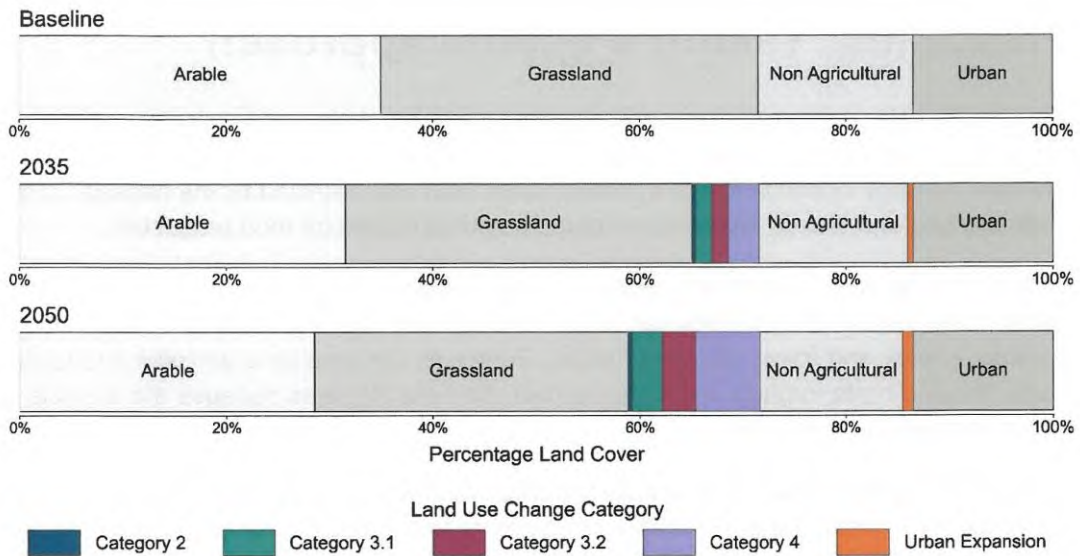 Baseline
Arable Grassland Non Agricultural Urban
0% 20% 40% 60% 80% 100%
2035
Arable Grassland Non Agricultural Urban
0% 20% 40% 60% 80% 100%
2050
Arable Grassland Non Agricultural Urban
0% 20% 40% 60% 80% 100%
Percentage Land Cover
Land Use Change Category
Category 2 Category 3.1 Category 3.2 Category 4 Urban Expansion